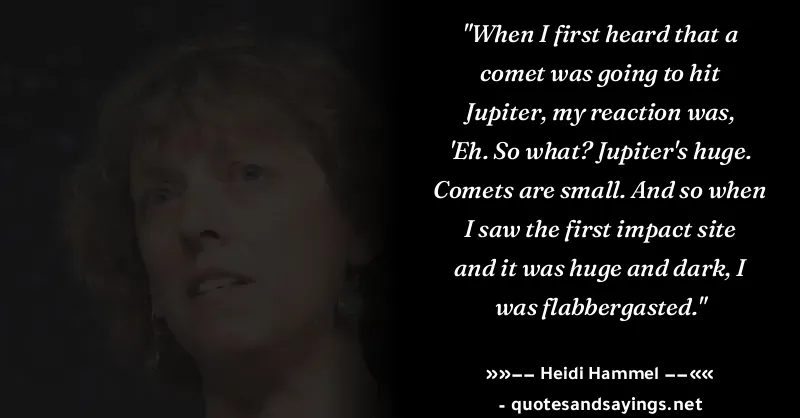 "When I first heard that a
comet was going to hit
Jupiter, my reaction was,
'Eh. So what? Jupiter's huge.
Comets are small. And so when
I saw the first impact site
and it was huge and dark, I
was flabbergasted."
»»−− Heidi Hammel −−««
- quotesandsayings.net